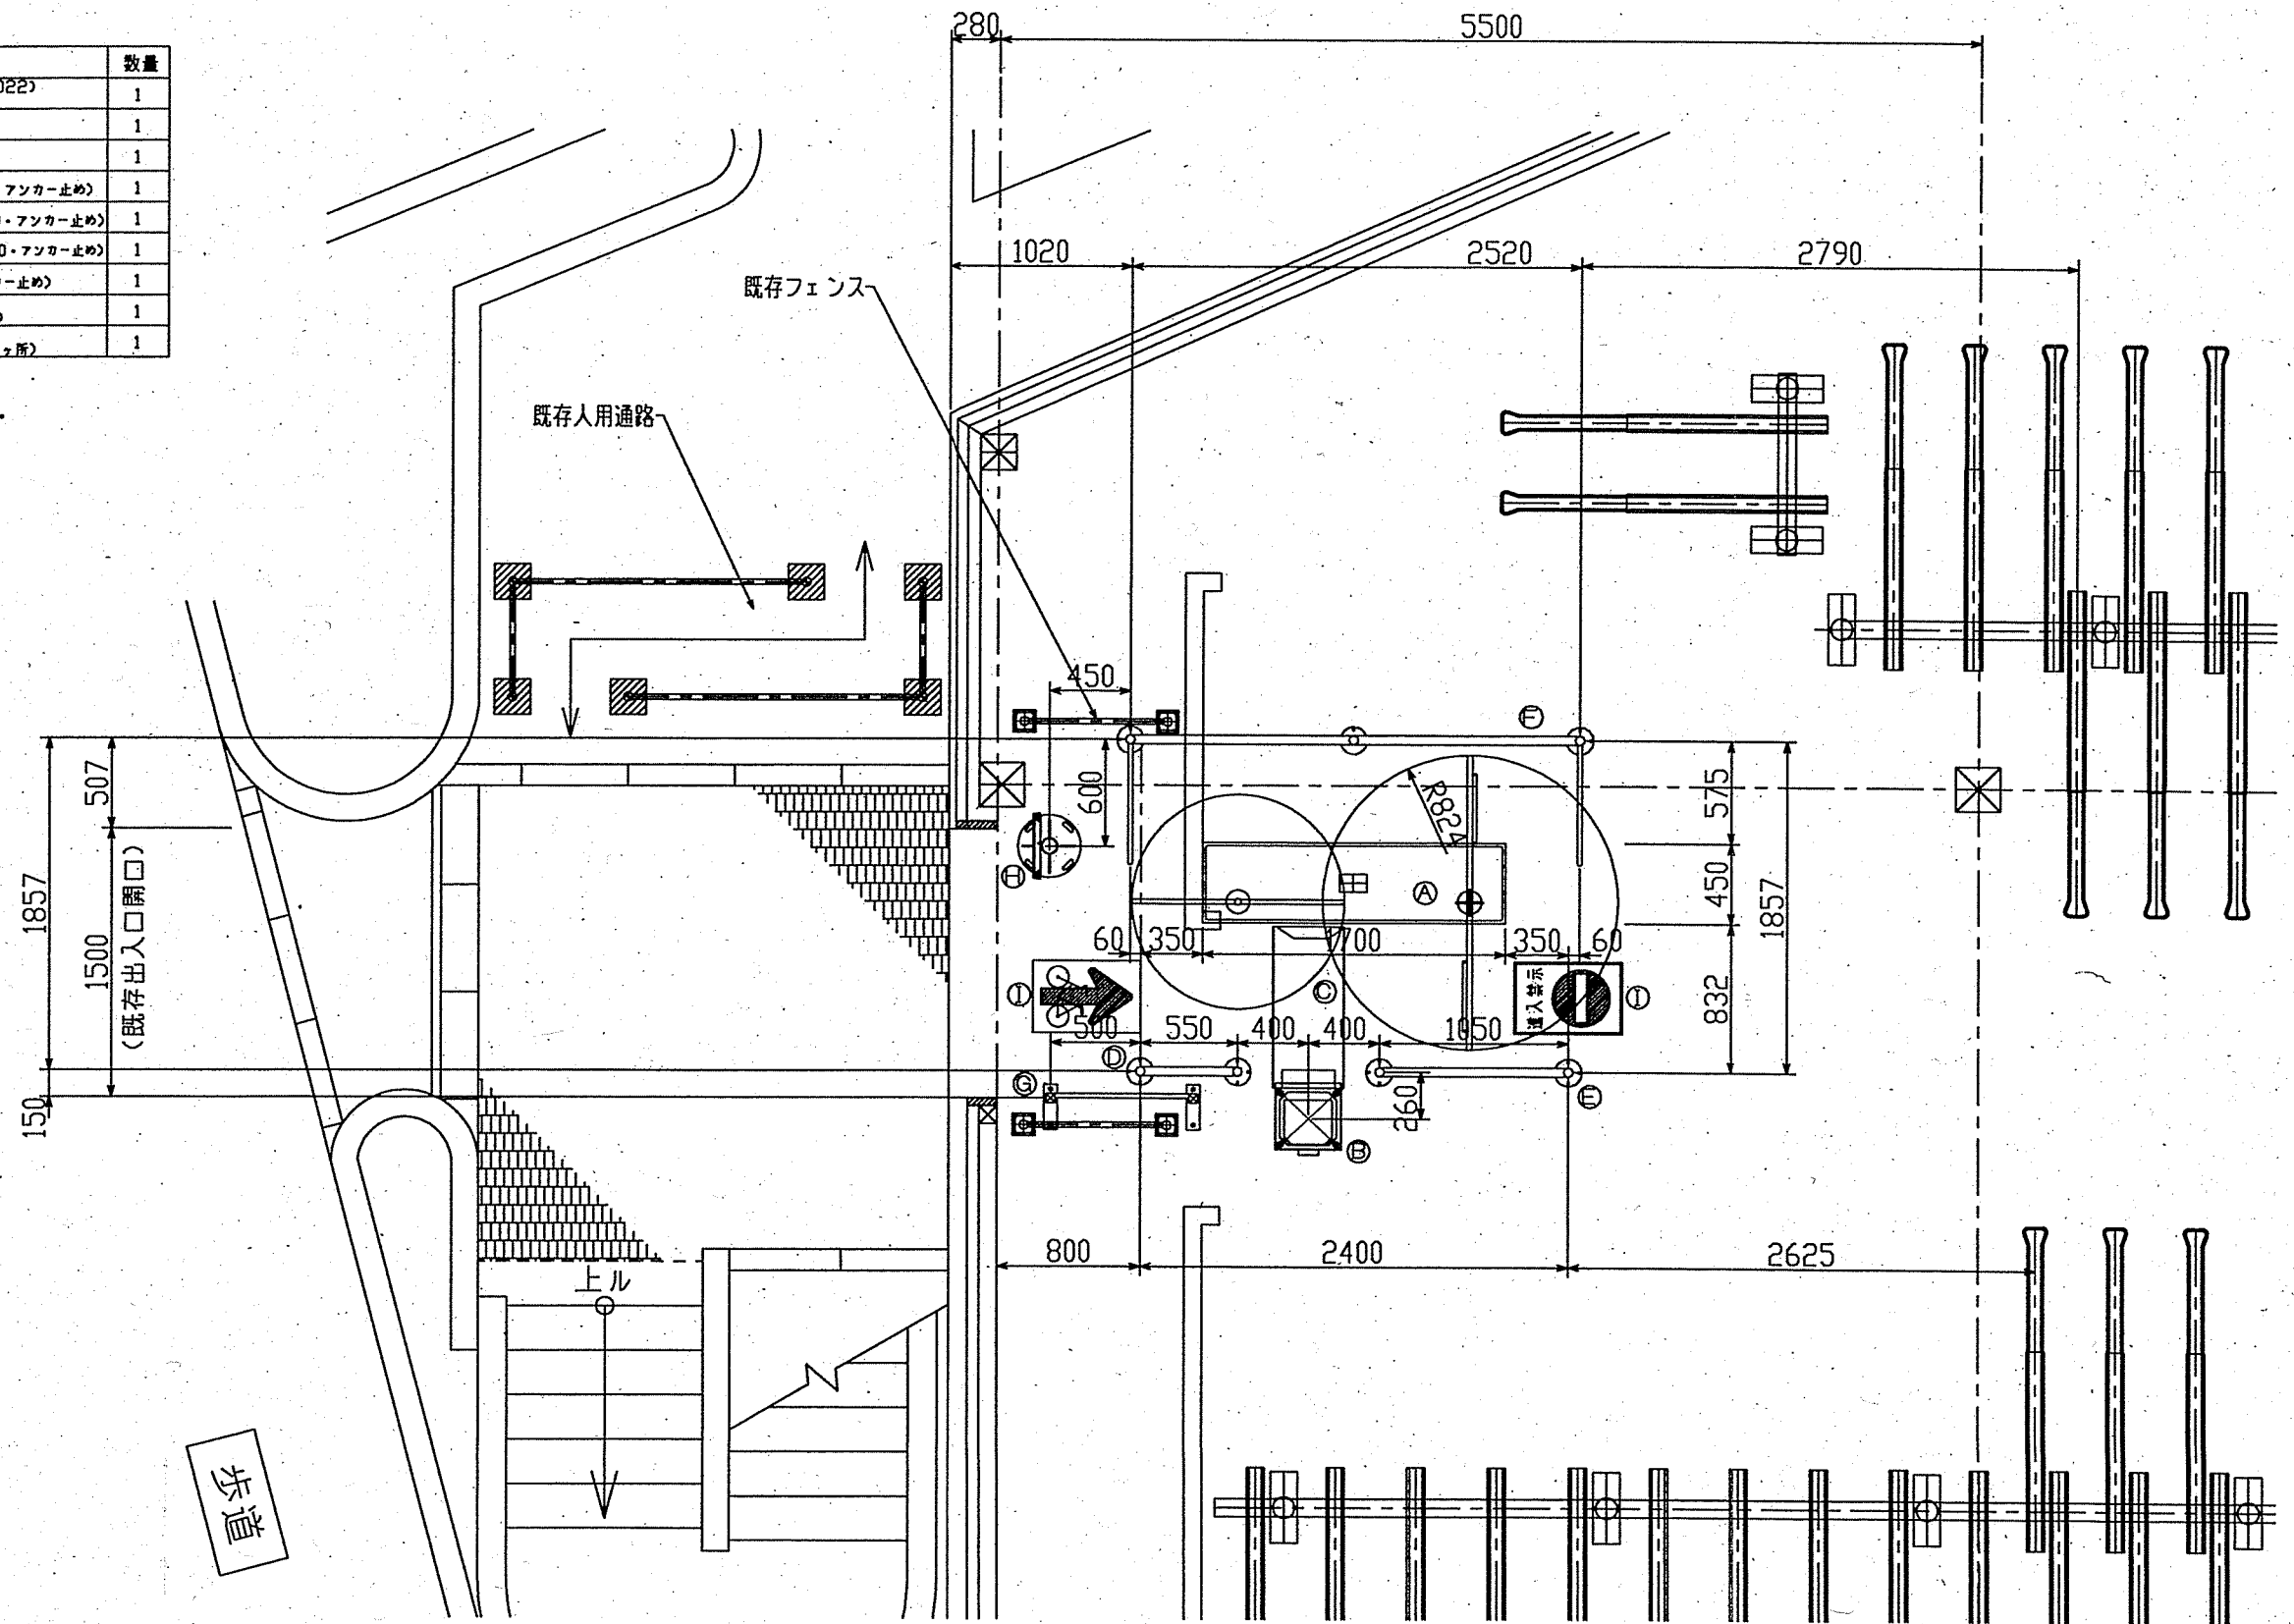 280
5500
数量
022)
1
1
1
アンカー止め)
1
・アンカー止め)
1
0・アンカー止め)
1
ー止め)
1
1
ヶ所)
1
1020
2520
2790
既存フェンス
既存人用通路
450
F
507
600
R824
575
1857
1500
(既存出入口開口)
H
A
450
1857
60
350
1700
350
60
I
C
進入禁示
I
832
500
550
400
400
1050
D
G
E
150
260
B
800
2400
2625
上ル
歩道